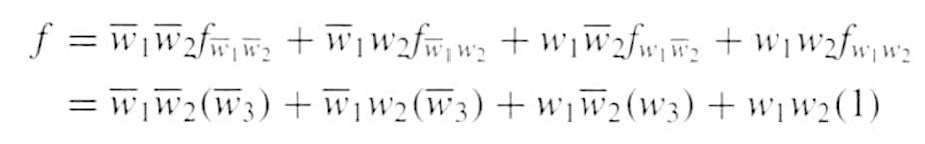 f = w̅₁w̅₂f_{w̅₁w̅₂} + w̅₁w₂f_{w̅₁w₂} + w₁w̅₂f_{w₁w̅₂} + w₁w₂f_{w₁w₂}
= w̅₁w̅₂(w̅₃) + w̅₁w₂(w̅₃) + w₁w̅₂(w₃) + w₁w₂(1)